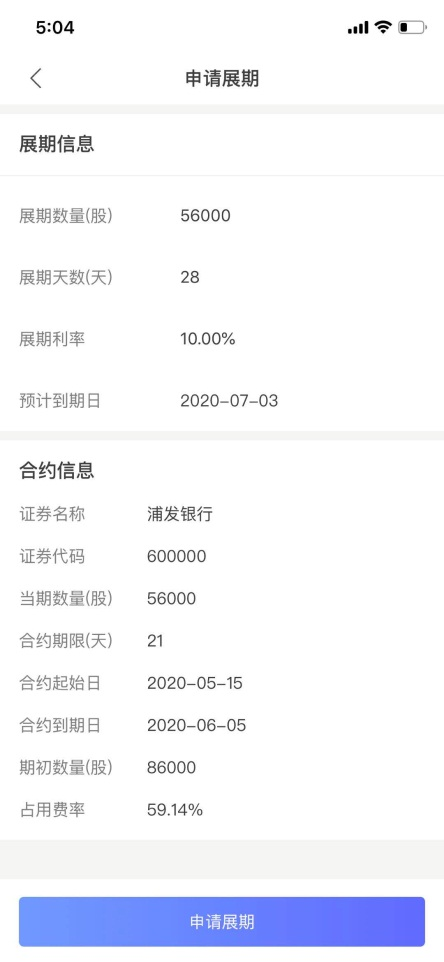 5:04
申请展期
展期信息
展期数量(股) 56000
展期天数(天) 28
展期利率 10.00%
预计到期日 2020-07-03
合约信息
证券名称 浦发银行
证券代码 600000
当期数量(股) 56000
合约期限(天) 21
合约起始日 2020-05-15
合约到期日 2020-06-05
期初数量(股) 86000
占用费率 59.14%
申请展期